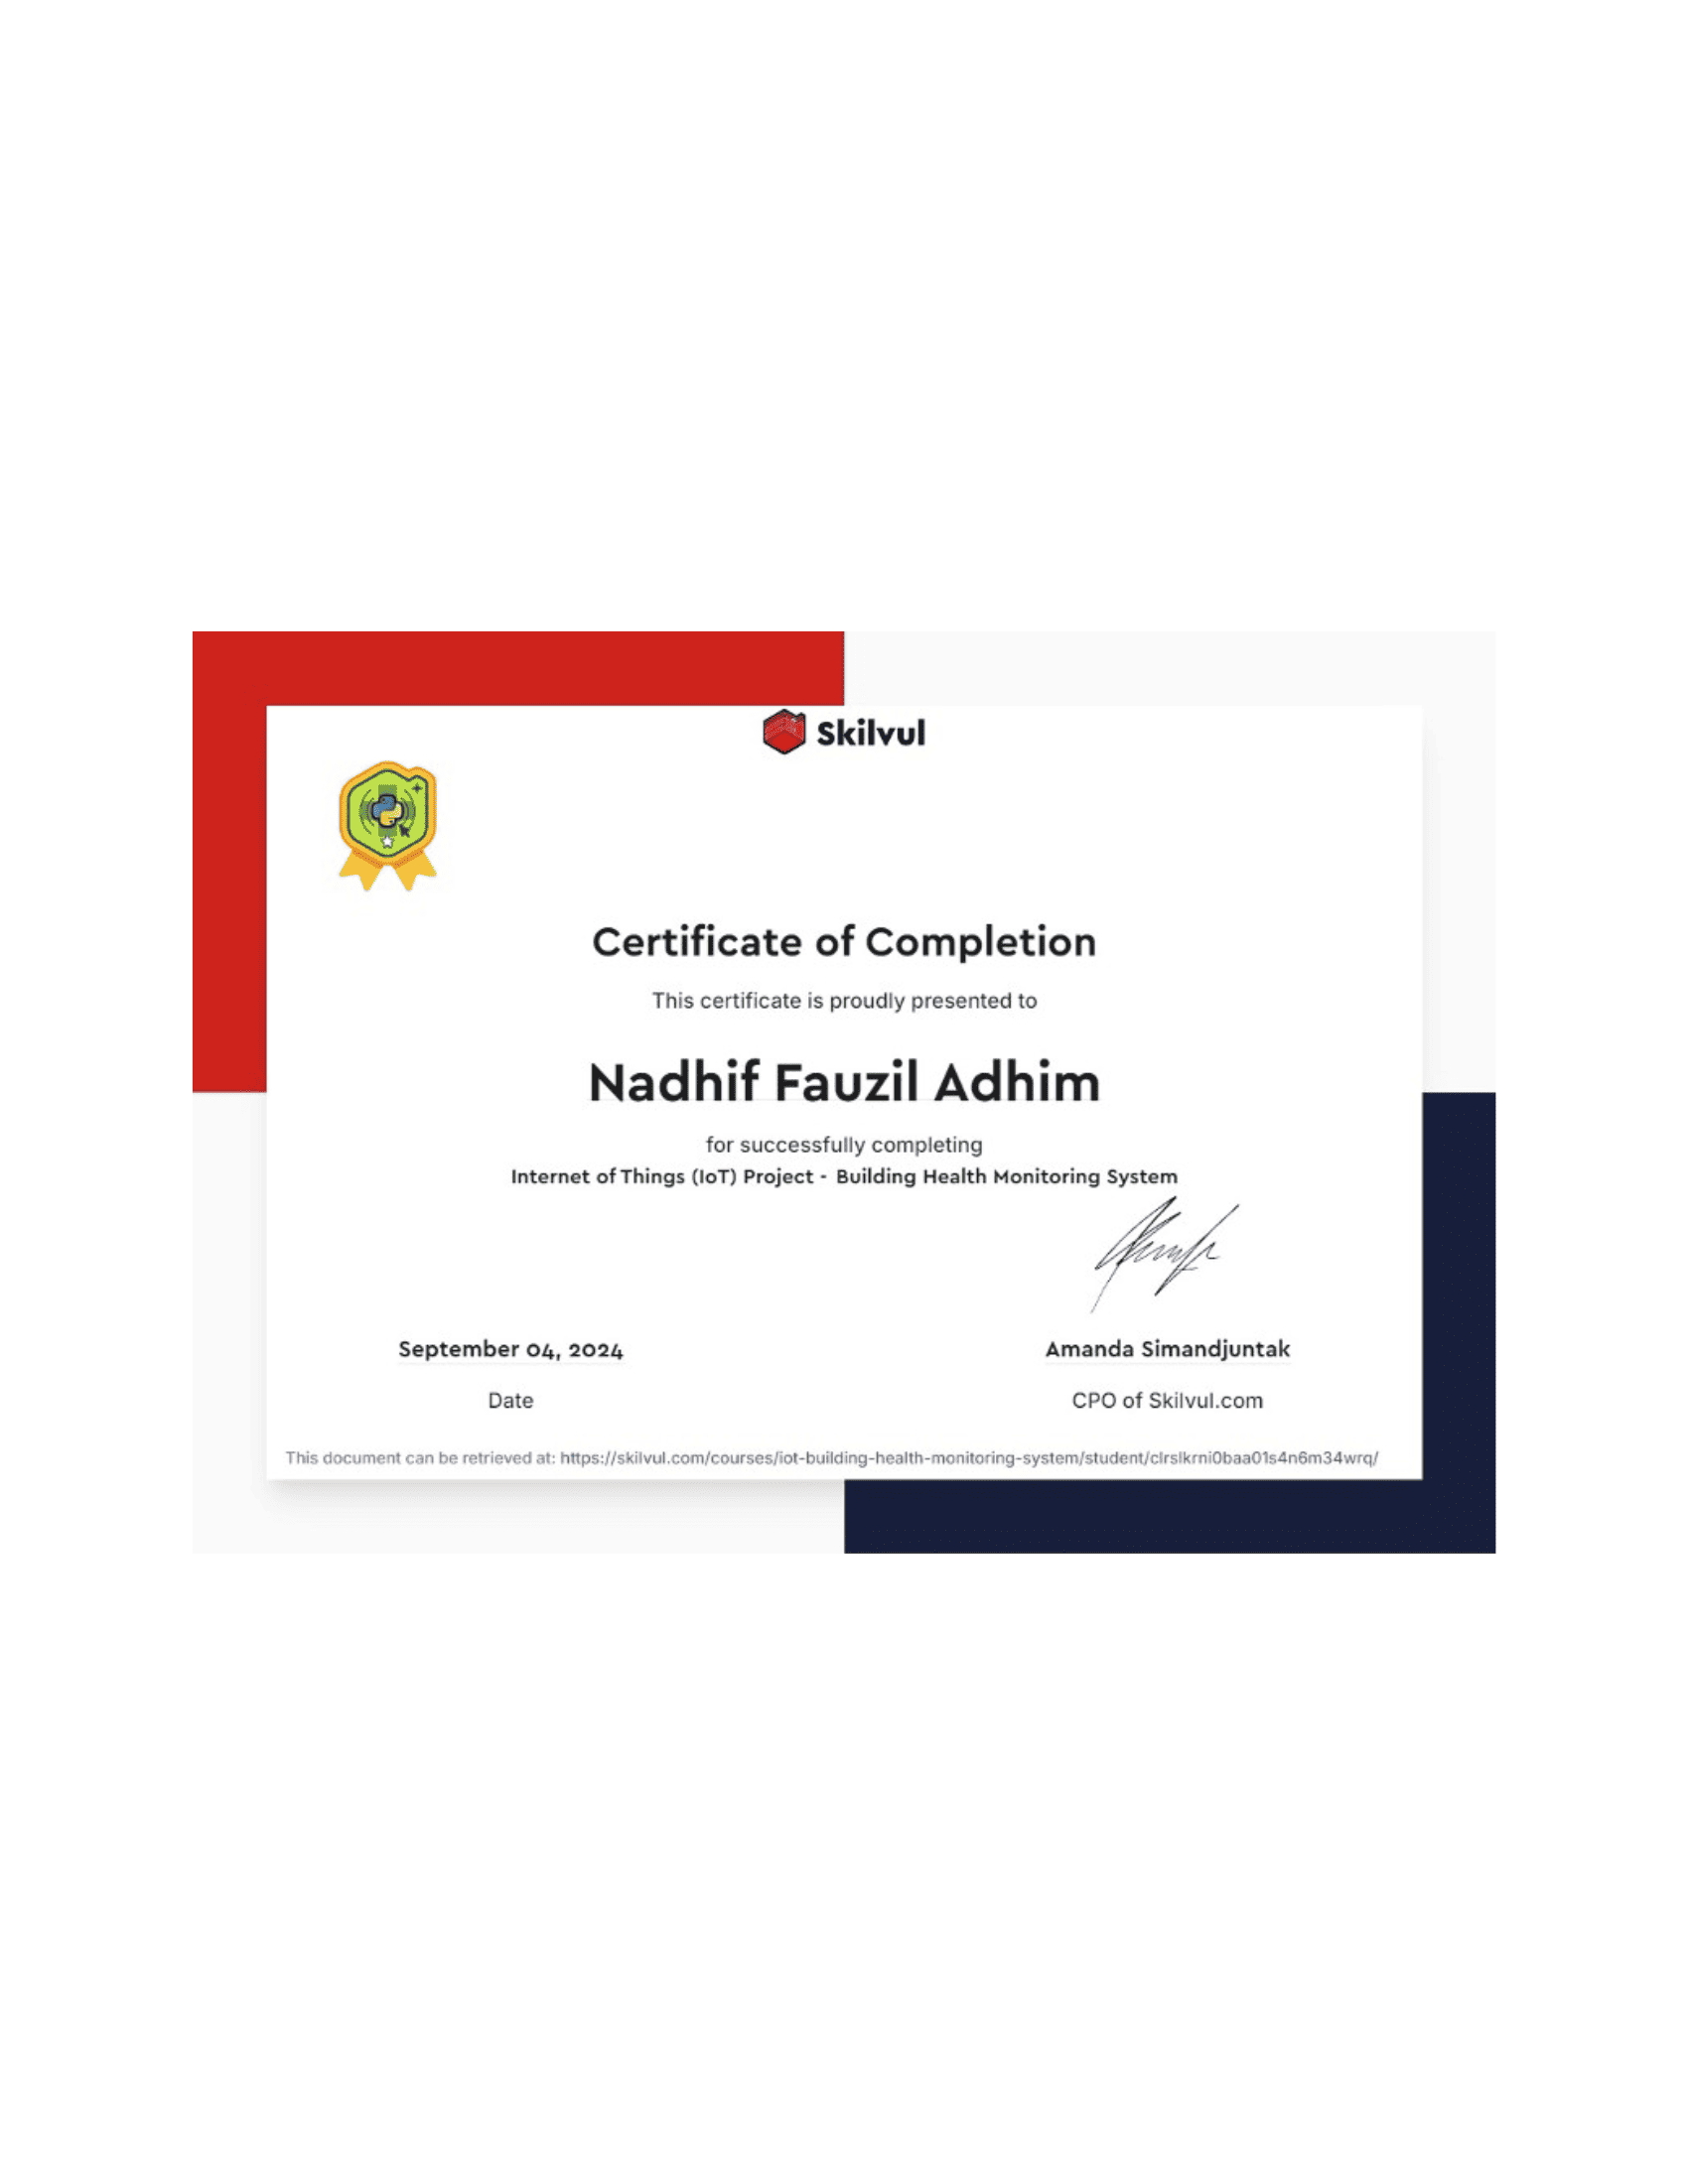 Skilvul
Certificate of Completion
This certificate is proudly presented to
Nadhif Fauzil Adhim
for successfully completing
Internet of Things (IoT) Project - Building Health Monitoring System
September 04, 2024
Date
Amanda Simandjuntak
CPO of Skilvul.com
This document can be retrieved at: https://skilvul.com/courses/iot-building-health-monitoring-system/student/clrslkrni0baa01s4n6m34wrq/